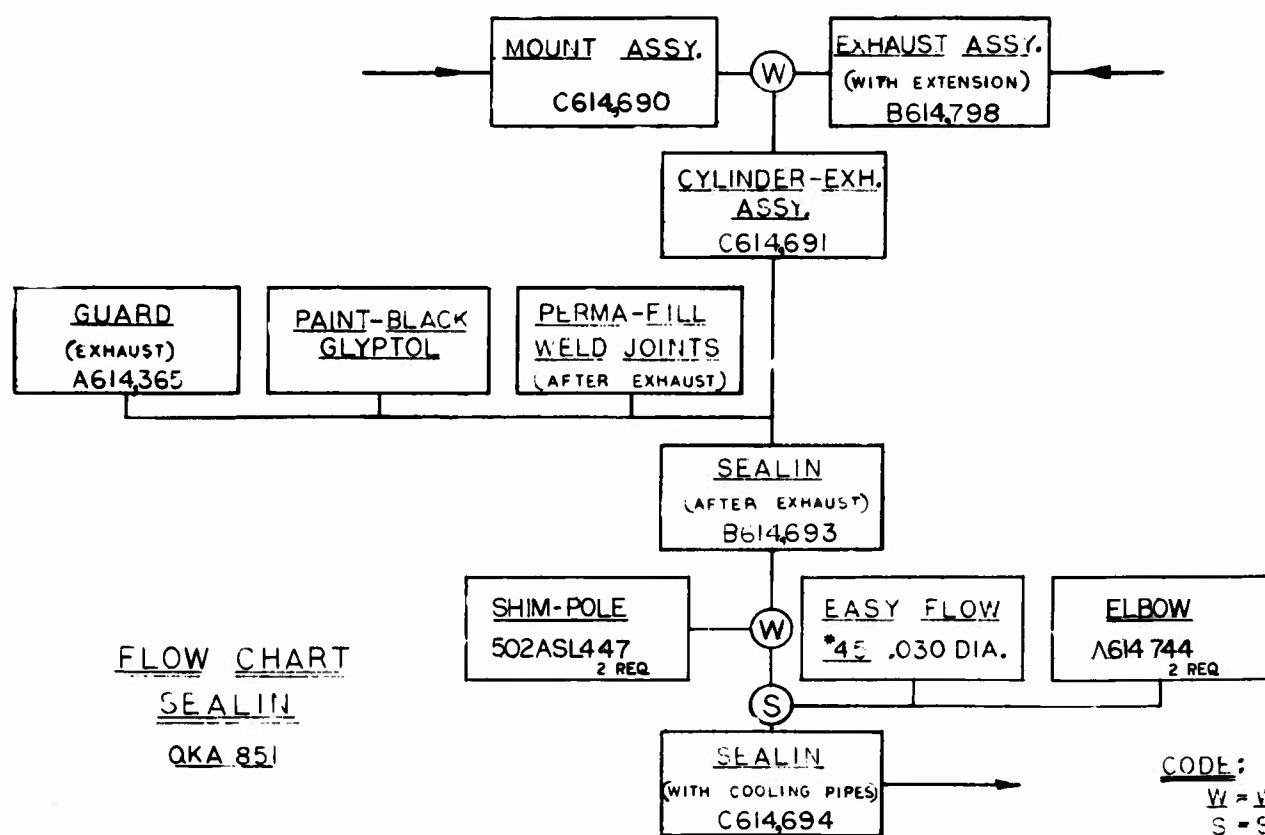 MOUNT ASSY.
C614,690
W
EXHAUST ASSY.
(WITH EXTENSION)
B614,798
CYLINDER-EXH.
ASSY.
C614,691
GUARD
(EXHAUST)
A614,365
PAINT-BLACK
GLYPTOL
PERMA-FILL
WELD JOINTS
(AFTER EXHAUST)
SEALIN
(AFTER EXHAUST)
B614,693
SHIM-POLE
502ASL447
2 REQ
W
EASY FLOW
#45 .030 DIA.
ELBOW
A614744
2 REQ
S
SEALIN
(WITH COOLING PIPES)
C614,694
FLOW CHART
SEALIN
QKA 851
CODE:
W =
S =